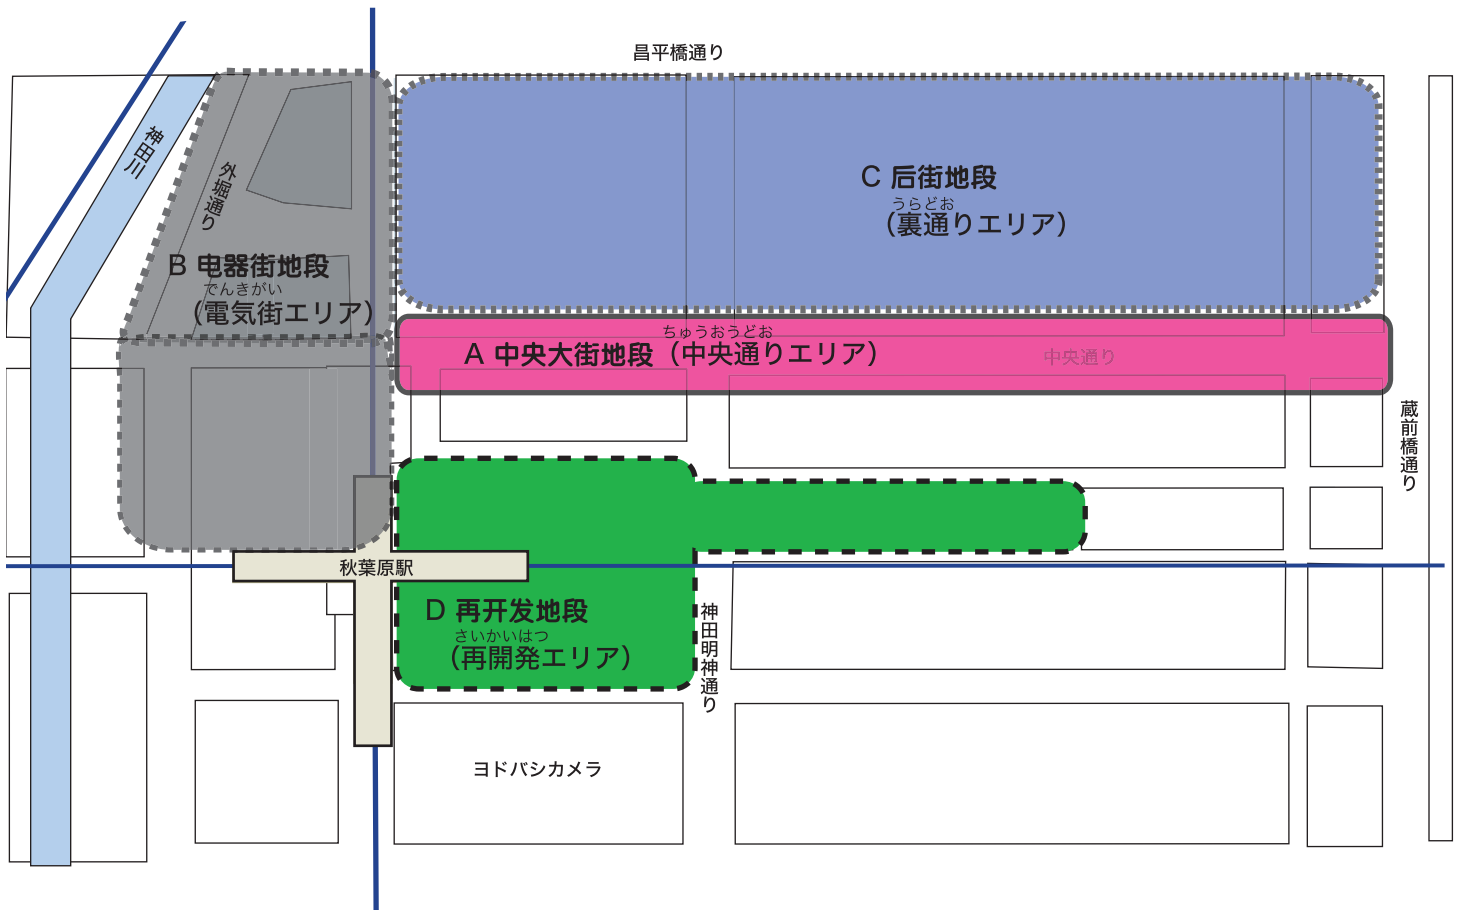 昌平橋通り
神田川
外堀通り
C 后街地段
うらどお
（裏通りエリア）
B 电器街地段
でんきがい
（電気街エリア）
ちゅうおうどお
A 中央大街地段（中央通りエリア）
中央通り
蔵前橋通り
秋葉原駅
D 再开发地段
さいかいはつ
（再開発エリア）
神田明神通り
ヨドバシカメラ